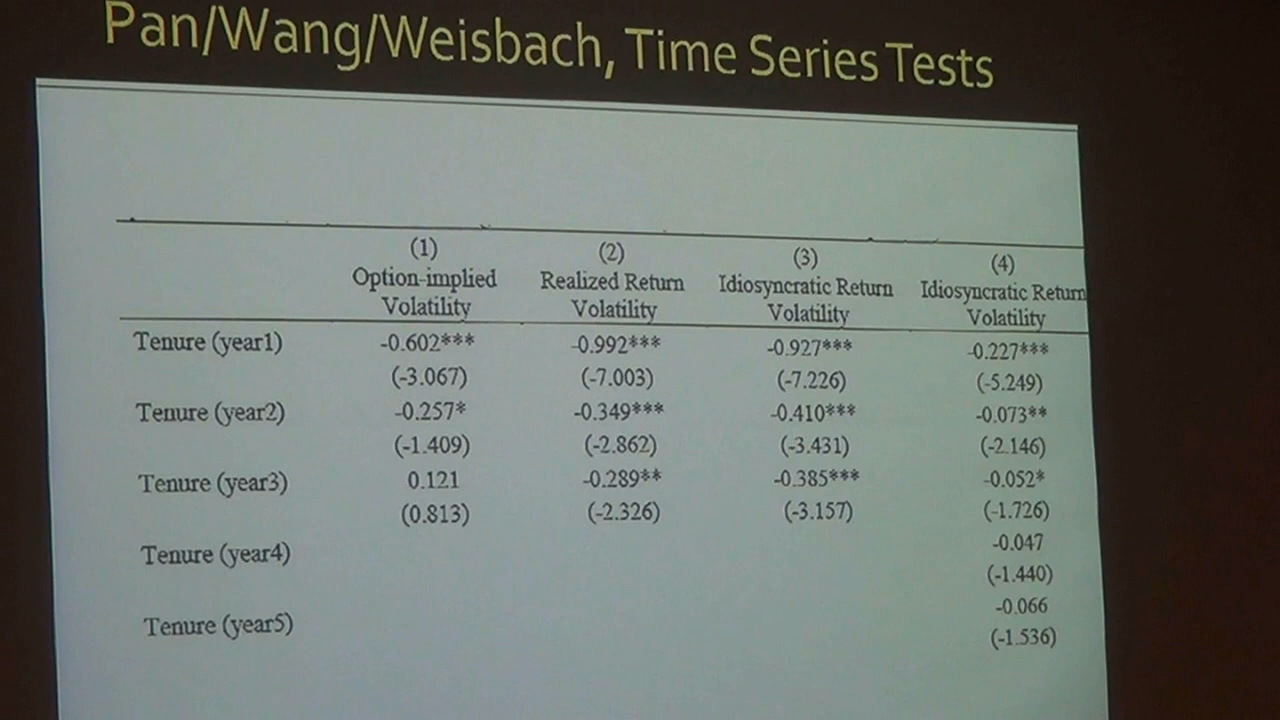 Pan/Wang/Weisbach, Time Series Tests
(1) (2) (3) (4)
Option-implied Realized Return Idiosyncratic Return Idiosyncratic Return
Volatility Volatility Volatility Volatility
Tenure (year1) -0.602*** -0.992*** -0.927*** -0.227***
(-3.067) (-7.003) (-7.226) (-5.249)
Tenure (year2) -0.257* -0.349*** -0.410*** -0.073**
(-1.409) (-2.862) (-3.431) (-2.146)
Tenure (year3) 0.121 -0.289** -0.385*** -0.052*
(0.813) (-2.326) (-3.157) (-1.726)
Tenure (year4) -0.047
(-1.440)
Tenure (year5) -0.066
(-1.536)